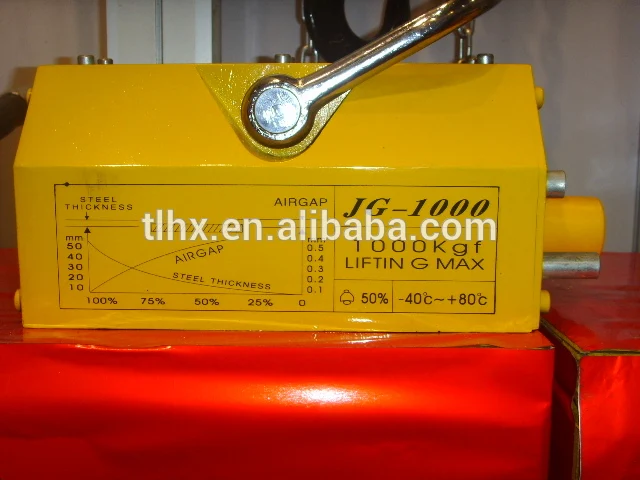 STEEL
THICKNESS
AIRGAP
JG-1000
tlhx.en.alibaba.com
mm
50
40
30
20
10
AIRGAP
STEEL THICKNESS
0.5
0.4
0.3
0.2
0.1
100% 75% 50% 25% 0
1000Kgf
LIFTIN G MAX
50% -40℃~+80℃